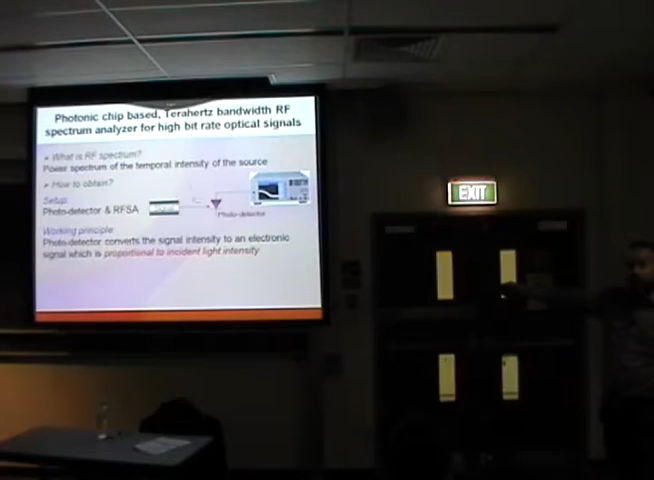 Photonic chip based, Terahertz bandwidth RF
spectrum analyzer for high bit rate optical signals
➤ What is RF spectrum?
Power spectrum of the temporal intensity of the source
➤ How to obtain?
Setup:
Photo-detector & RFSA
Photo-detector
Working principle:
Photo-detector converts the signal intensity to an electronic
signal which is proportional to incident light intensity
EXIT